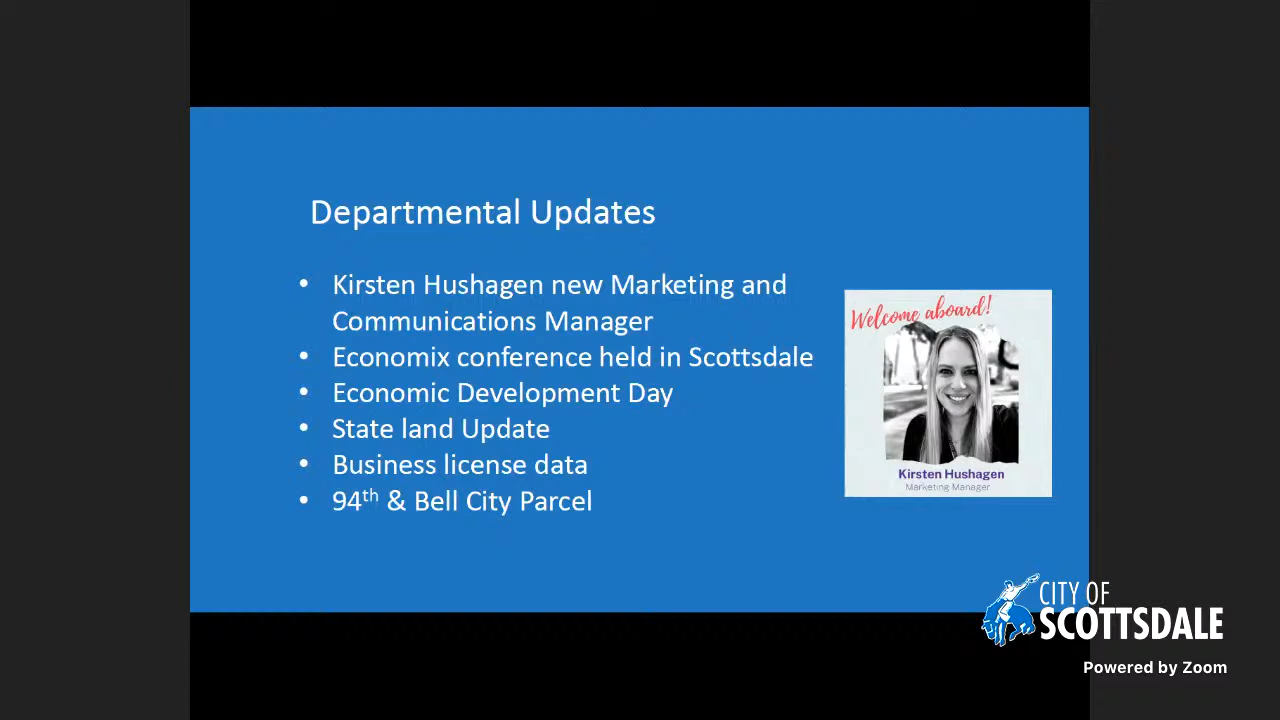 Departmental Updates
• Kirsten Hushagen new Marketing and
Communications Manager
• Economix conference held in Scottsdale
• Economic Development Day
• State land Update
• Business license data
• 94th & Bell City Parcel
Welcome aboard!
Kirsten Hushagen
Marketing Manager
CITY OF
SCOTTSDALE
Powered by Zoom